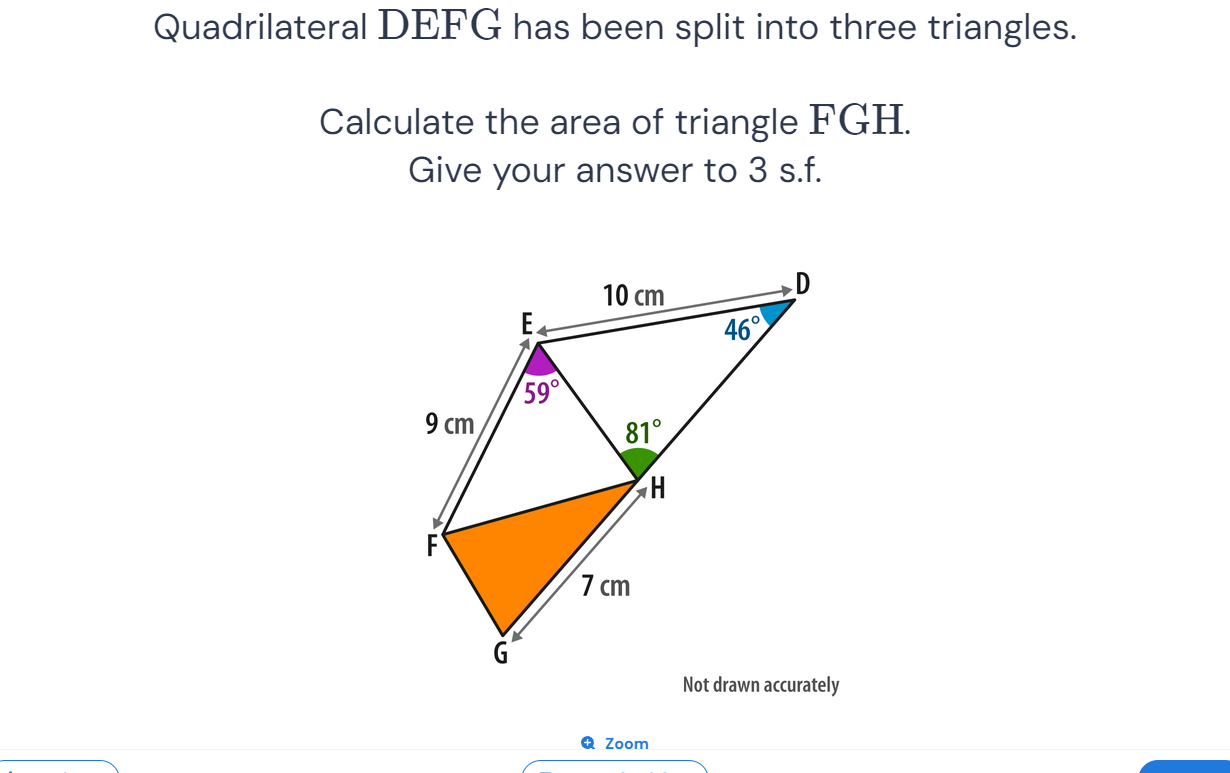 Quadrilateral DEFG has been split into three triangles.
Calculate the area of triangle FGH.
Give your answer to 3 s.f.
D
10 cm
E
46°
59°
9 cm
81°
H
F
7 cm
G
Not drawn accurately
Zoom